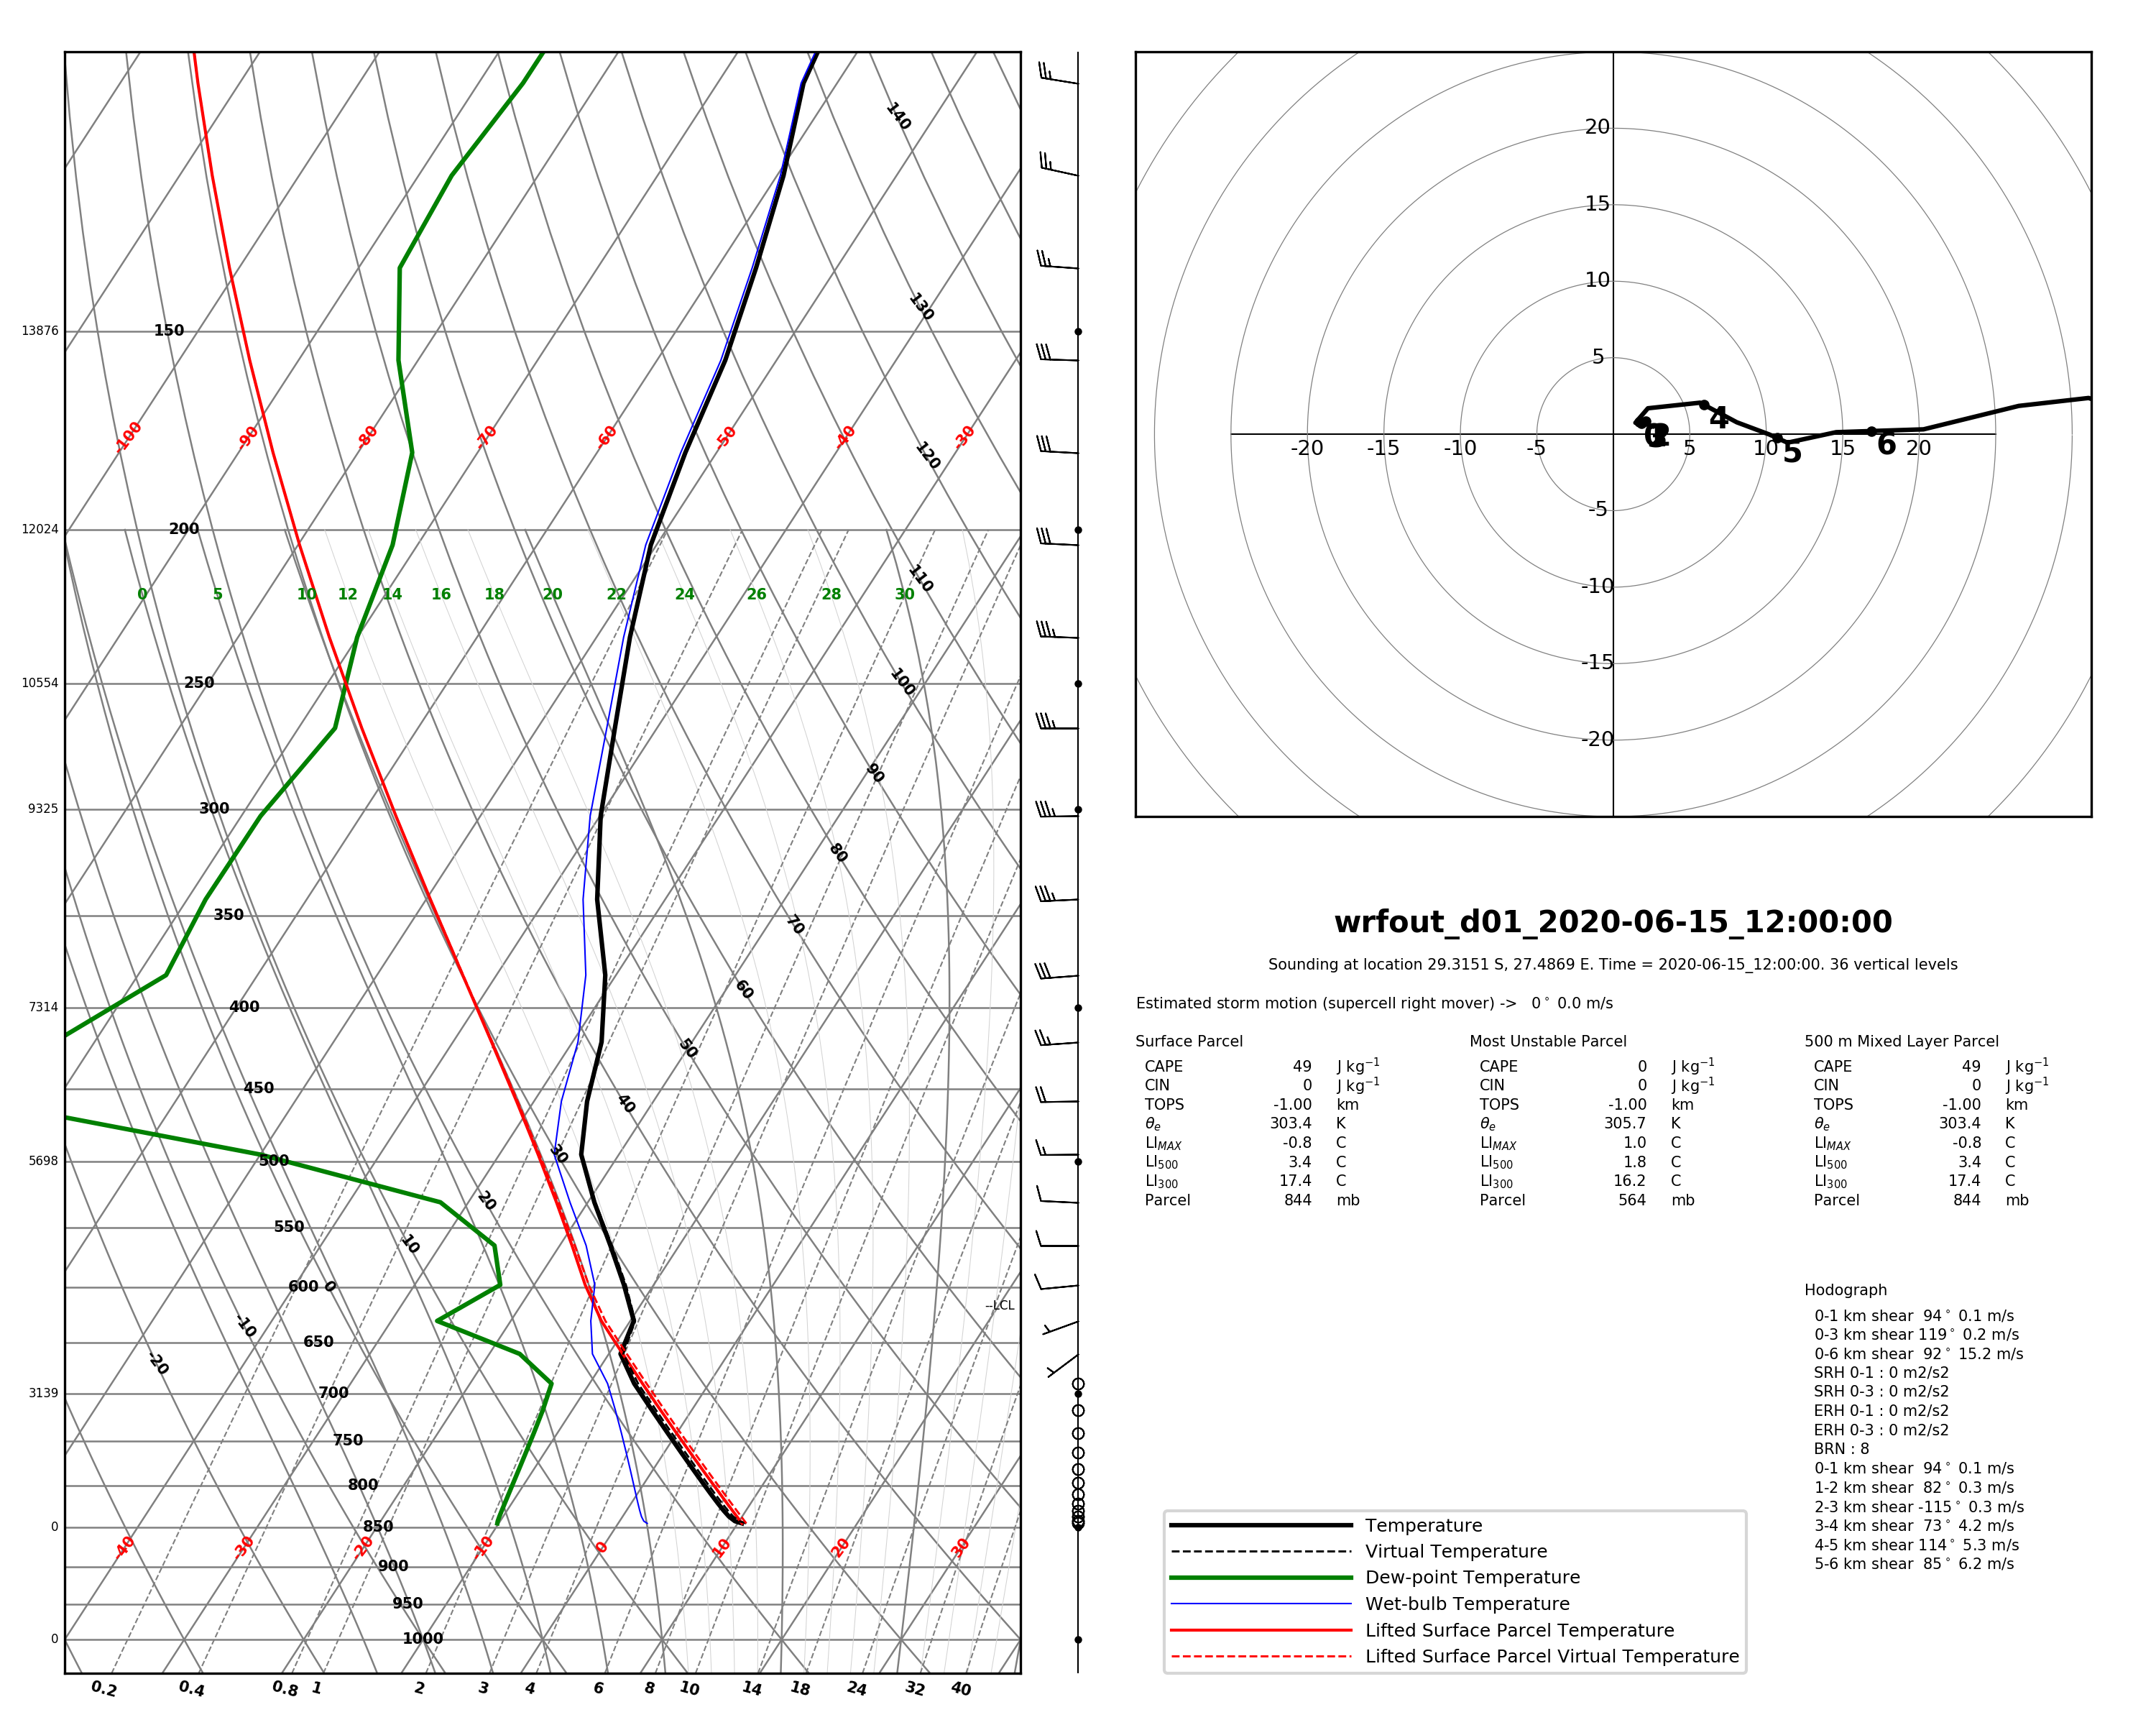 140
130
13876 150
-100 -90 -80 -70 -60 -50 -40 -30
120
12024 200
110
0 5 10 12 14 16 18 20 22 24 26 28 30
100
10554 250
90
9325 300
80
350
70
60
7314 400
50
450
40
5698 500
30
20
550
10
600 0
--LCL
-10
650
-20
3139 700
750
800
0 850
-40 -30 -20 -10 0 10 20 30
900
950
0 1000
0.2 0.4 0.8 1 2 3 4 6 8 10 14 18 24 32 40
20
15
10
5
4
5
6
-20 -15 -10 -5 5 10 15 20
-5
-10
-15
-20
wrfout_d01_2020-06-15_12:00:00
Sounding at location 29.3151 S, 27.4869 E. Time = 2020-06-15_12:00:00. 36 vertical levels
Estimated storm motion (supercell right mover) -> 0° 0.0 m/s
Surface Parcel
CAPE 49 J kg⁻¹
CIN 0 J kg⁻¹
TOPS -1.00 km
θₑ 303.4 K
LI_MAX -0.8 C
LI₅₀₀ 3.4 C
LI₃₀₀ 17.4 C
Parcel 844 mb
Most Unstable Parcel
CAPE 0 J kg⁻¹
CIN 0 J kg⁻¹
TOPS -1.00 km
θₑ 305.7 K
LI_MAX 1.0 C
LI₅₀₀ 1.8 C
LI₃₀₀ 16.2 C
Parcel 564 mb
500 m Mixed Layer Parcel
CAPE 49 J kg⁻¹
CIN 0 J kg⁻¹
TOPS -1.00 km
θₑ 303.4 K
LI_MAX -0.8 C
LI₅₀₀ 3.4 C
LI₃₀₀ 17.4 C
Parcel 844 mb
Hodograph
0-1 km shear 94° 0.1 m/s
0-3 km shear 119° 0.2 m/s
0-6 km shear 92° 15.2 m/s
SRH 0-1 : 0 m2/s2
SRH 0-3 : 0 m2/s2
ERH 0-1 : 0 m2/s2
ERH 0-3 : 0 m2/s2
BRN : 8
0-1 km shear 94° 0.1 m/s
1-2 km shear 82° 0.3 m/s
2-3 km shear -115° 0.3 m/s
3-4 km shear 73° 4.2 m/s
4-5 km shear 114° 5.3 m/s
5-6 km shear 85° 6.2 m/s
Temperature
Virtual Temperature
Dew-point Temperature
Wet-bulb Temperature
Lifted Surface Parcel Temperature
Lifted Surface Parcel Virtual Temperature